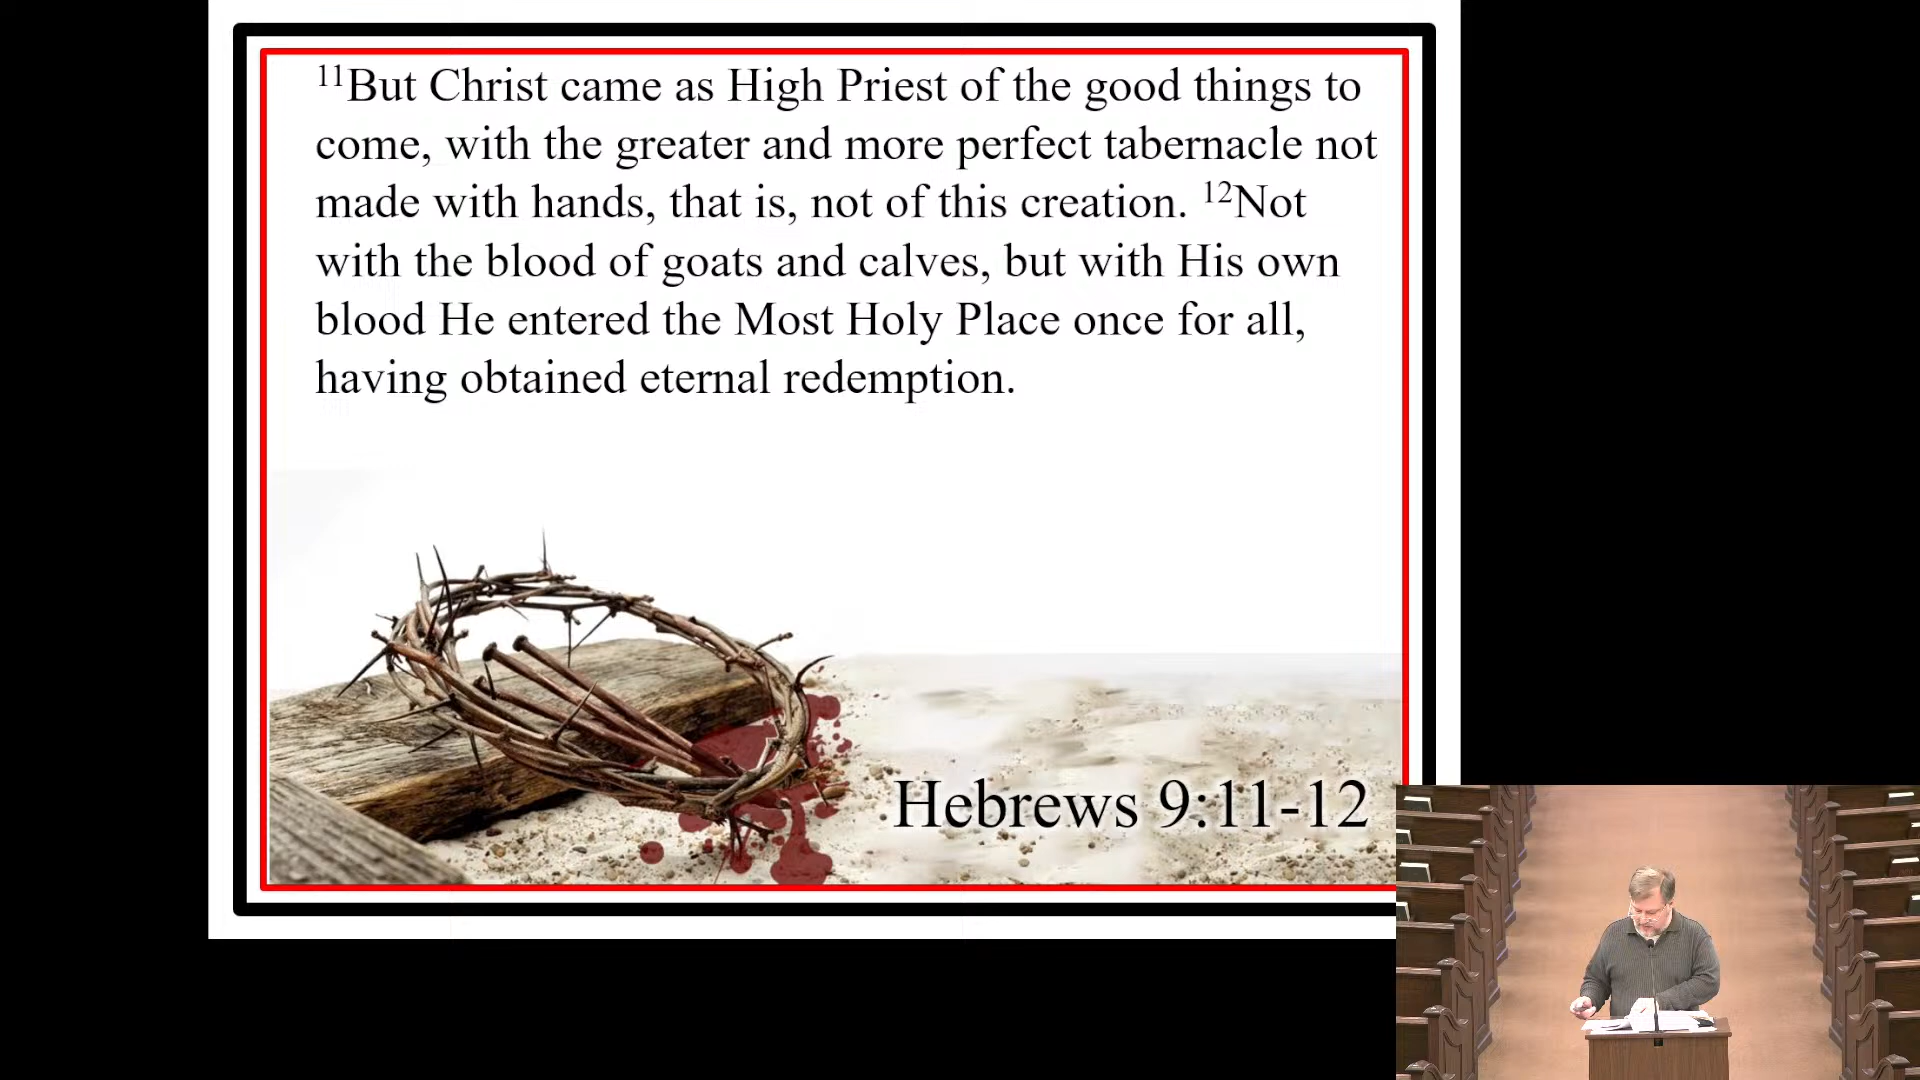 ¹¹But Christ came as High Priest of the good things to
come, with the greater and more perfect tabernacle not
made with hands, that is, not of this creation. ¹²Not
with the blood of goats and calves, but with His own
blood He entered the Most Holy Place once for all,
having obtained eternal redemption.
Hebrews 9:11-12